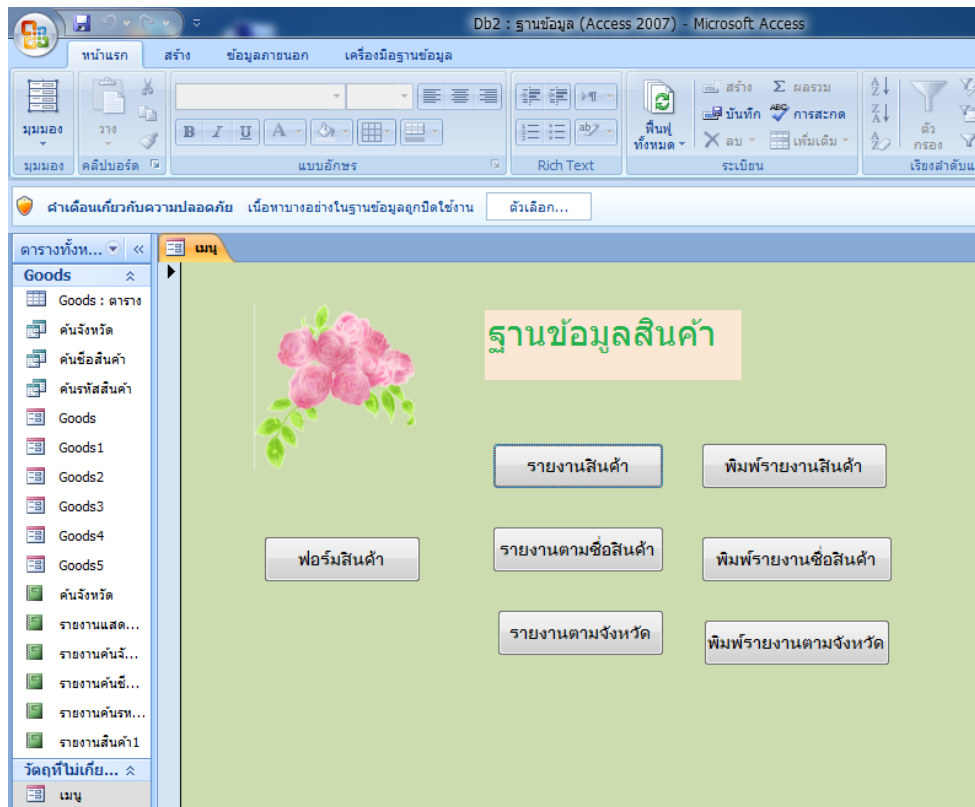 Db2 : ฐานข้อมูล (Access 2007) - Microsoft Access
หน้าแรก สร้าง ข้อมูลภายนอก เครื่องมือฐานข้อมูล
มุมมอง
วาง
B I U A
ab
ฟื้นฟู
ทั้งหมด
สร้าง
Σ ผลรวม
บันทึก
ABC การสะกด
ลบ
เพิ่มเติม
ตัว
กรอง
มุมมอง คลิปบอร์ด แบบอักษร Rich Text ระเบียน เรียงลำดับแ
คำเตือนเกี่ยวกับความปลอดภัย เนื้อหาบางอย่างในฐานข้อมูลถูกปิดใช้งาน ตัวเลือก...
ตารางทั้งห... «
เมนู
Goods
Goods : ตาราง
ค้นจังหวัด
ค้นชื่อสินค้า
ค้นรหัสสินค้า
Goods
Goods1
Goods2
Goods3
Goods4
Goods5
ค้นจังหวัด
รายงานแสด...
รายงานค้นจั...
รายงานค้นชื่...
รายงานค้นรห...
รายงานสินค้า1
วัตถุที่ไม่เกี่ย...
เมนู
ฐานข้อมูลสินค้า
รายงานสินค้า พิมพ์รายงานสินค้า
ฟอร์มสินค้า รายงานตามชื่อสินค้า พิมพ์รายงานชื่อสินค้า
รายงานตามจังหวัด พิมพ์รายงานตามจังหวัด